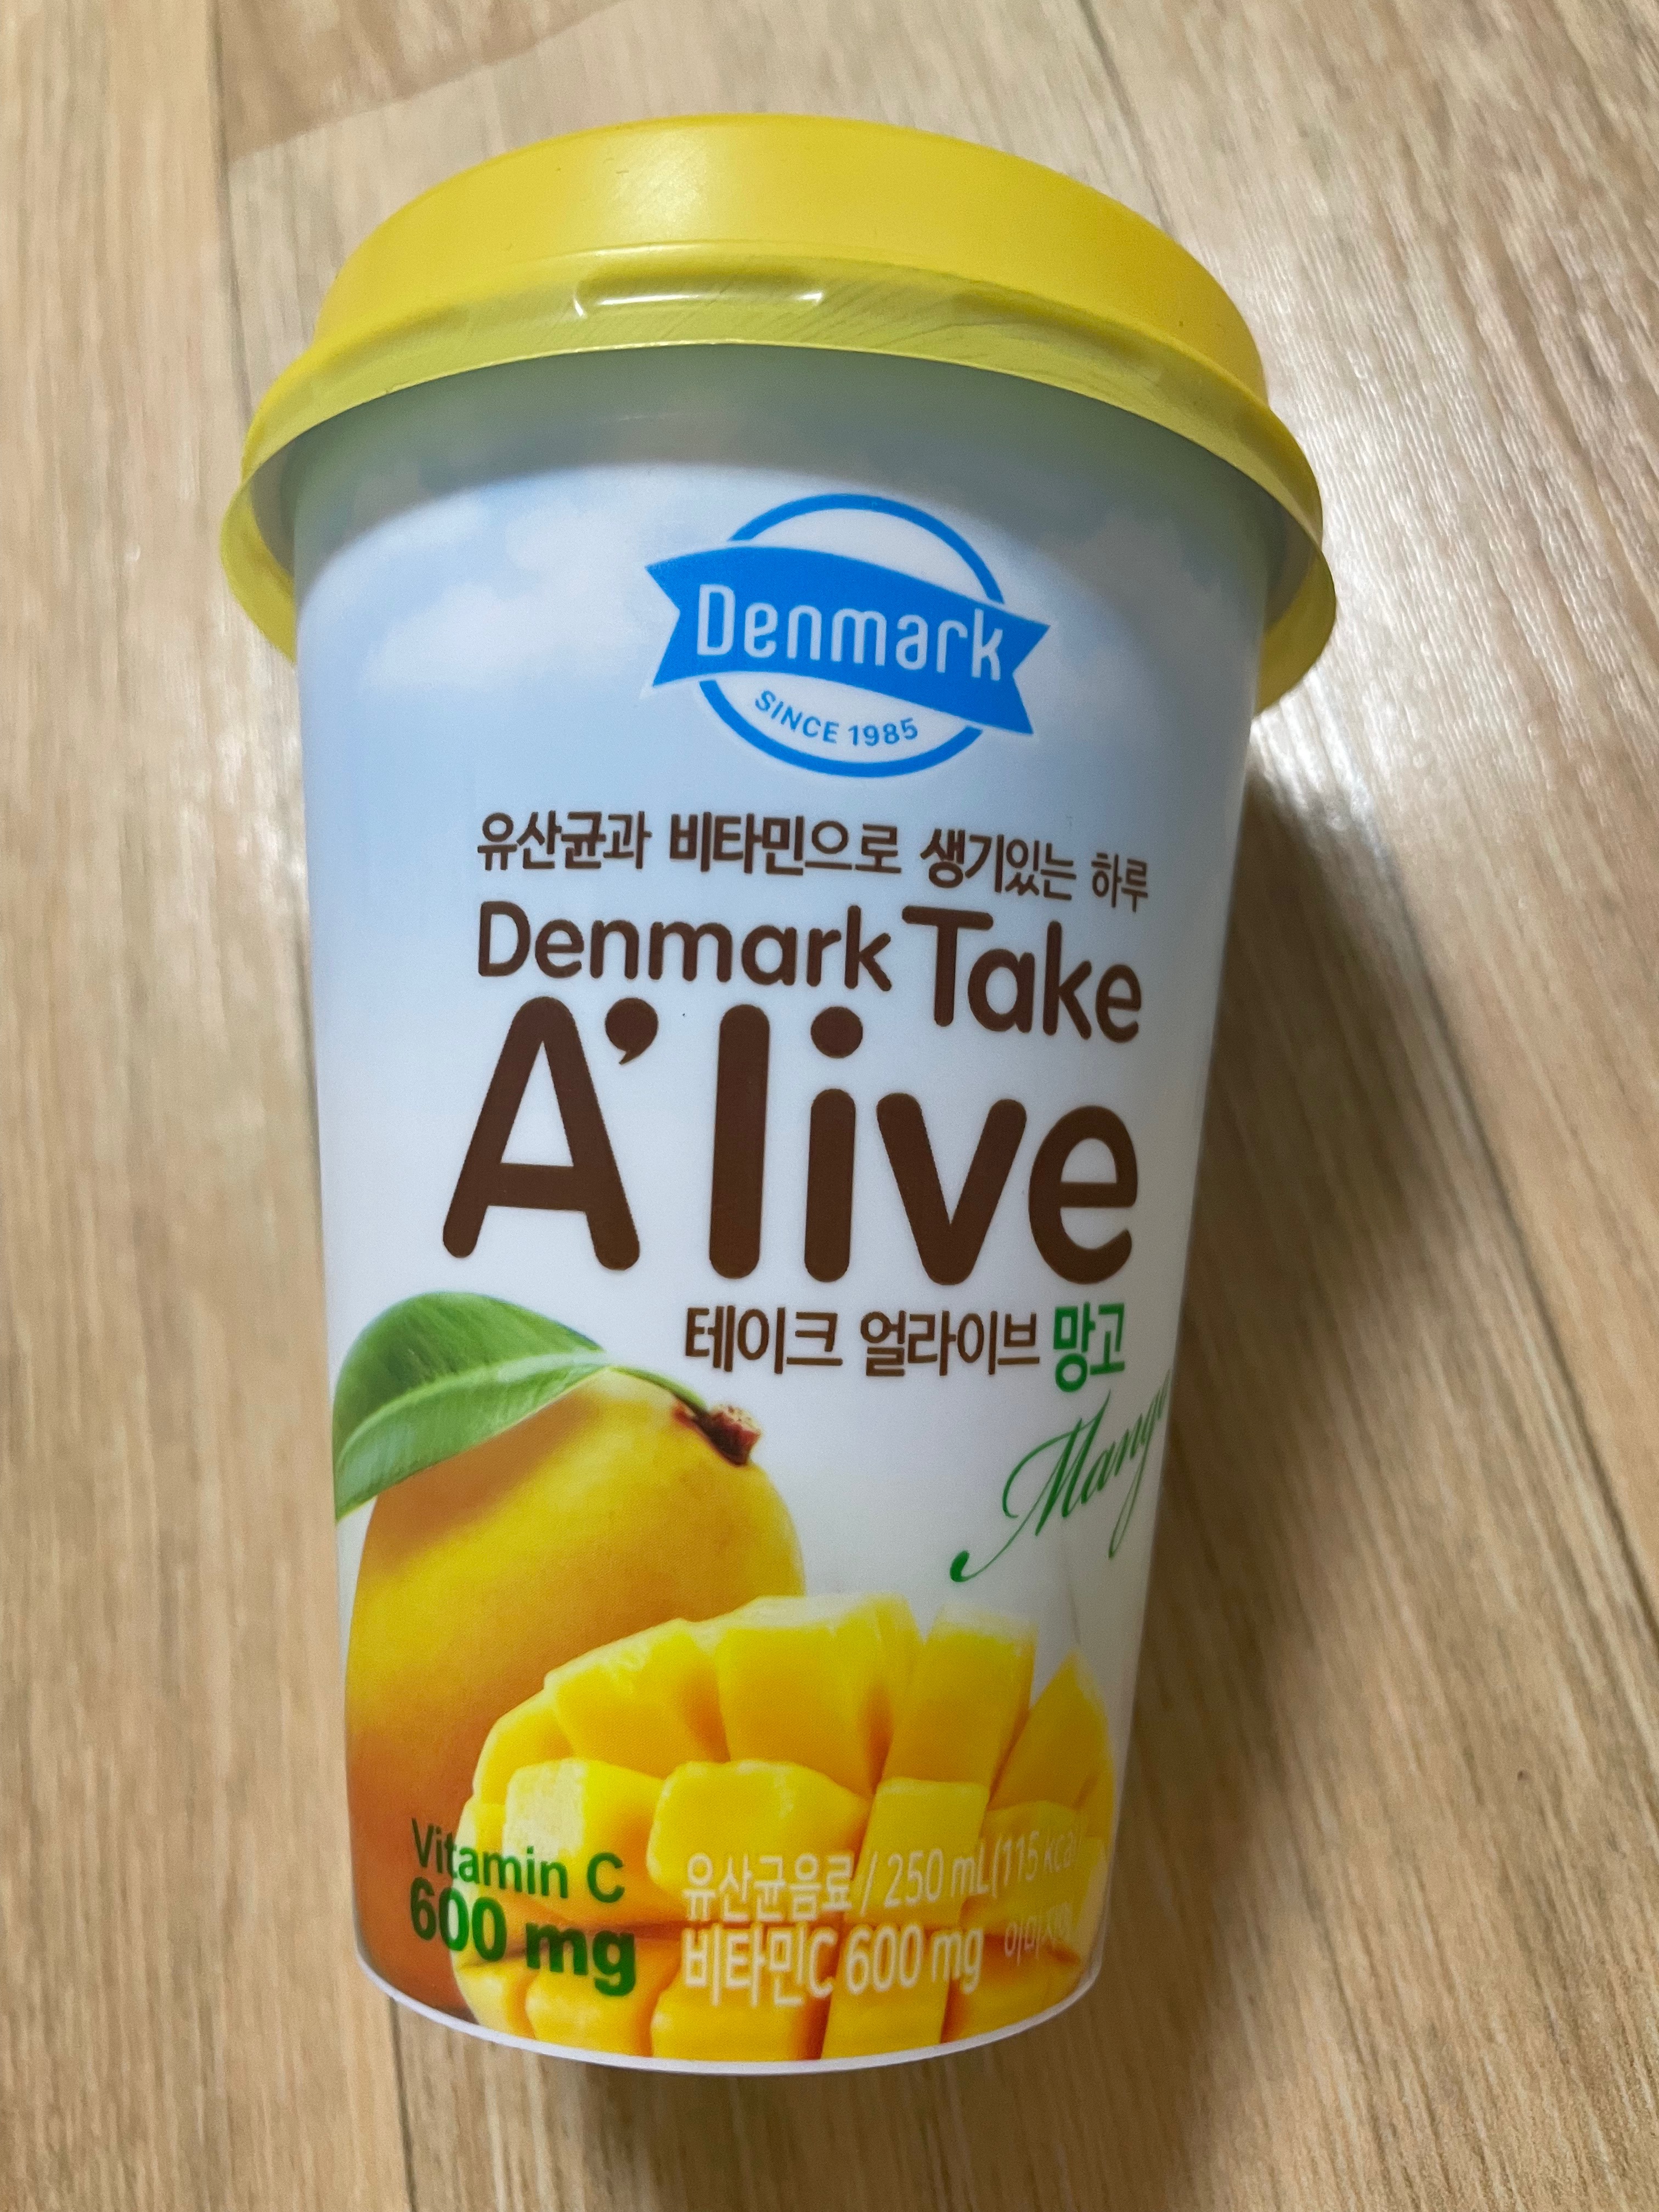 Denmark
SINCE 1985
유산균과 비타민으로 생기있는 하루
Denmark Take
A'live
테이크 얼라이브 망고
Mango
Vitamin C
600 mg
유산균음료 / 250 mL(115 kcal)
비타민C 600 mg